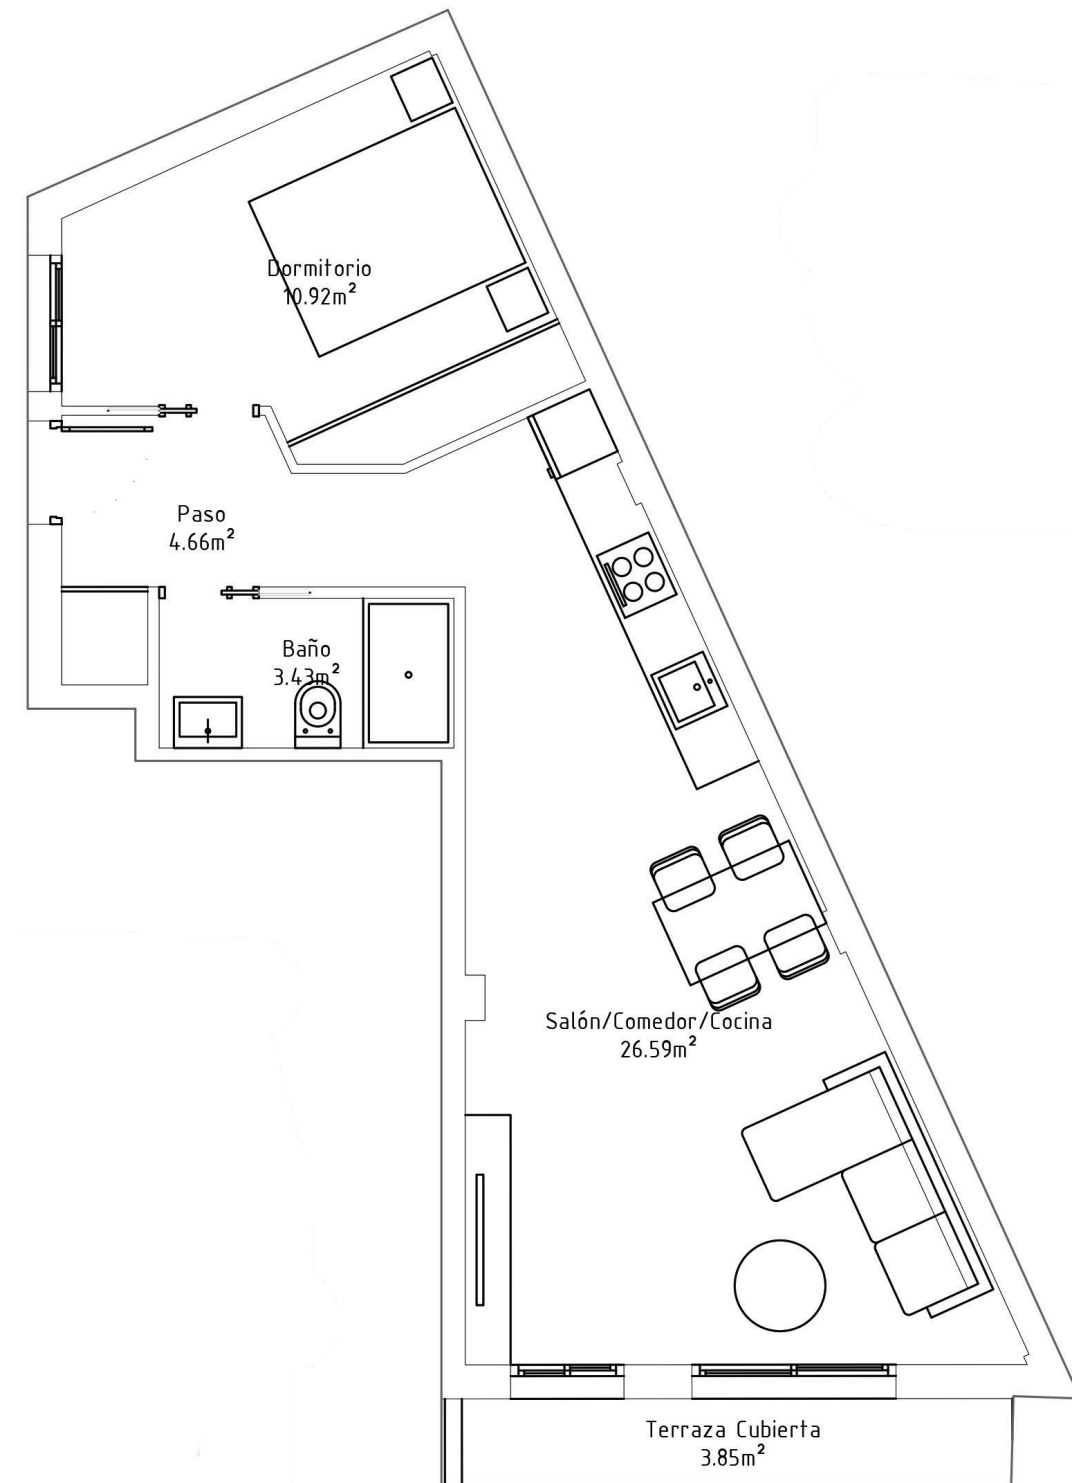 Dormitorio
10.92m²
Paso
4.66m²
Baño
3.43m²
Salón/Comedor/Cocina
26.59m²
Terraza Cubierta
3.85m²